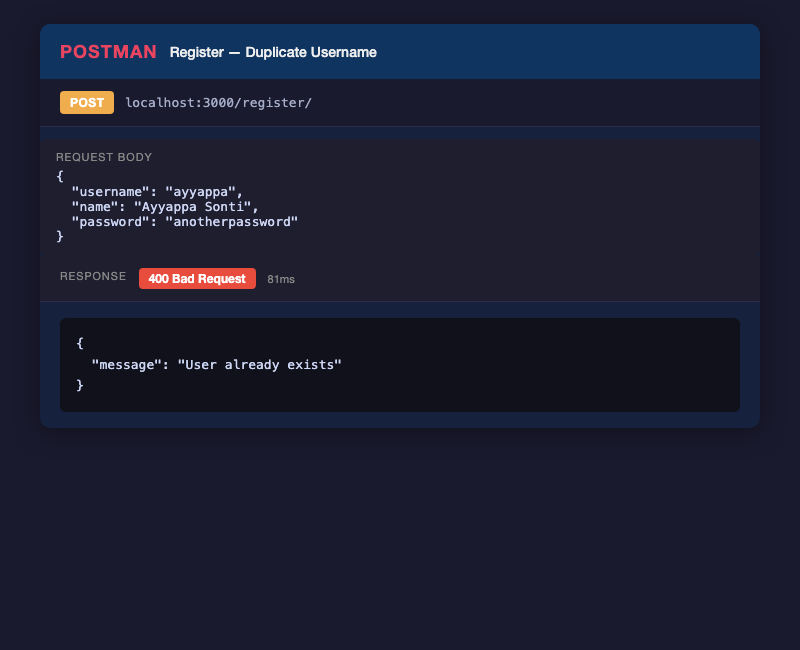 POSTMAN Register — Duplicate Username
POST localhost:3000/register/
REQUEST BODY
{
  "username": "ayyappa",
  "name": "Ayyappa Sonti",
  "password": "anotherpassword"
}
RESPONSE 400 Bad Request 81ms
{
  "message": "User already exists"
}